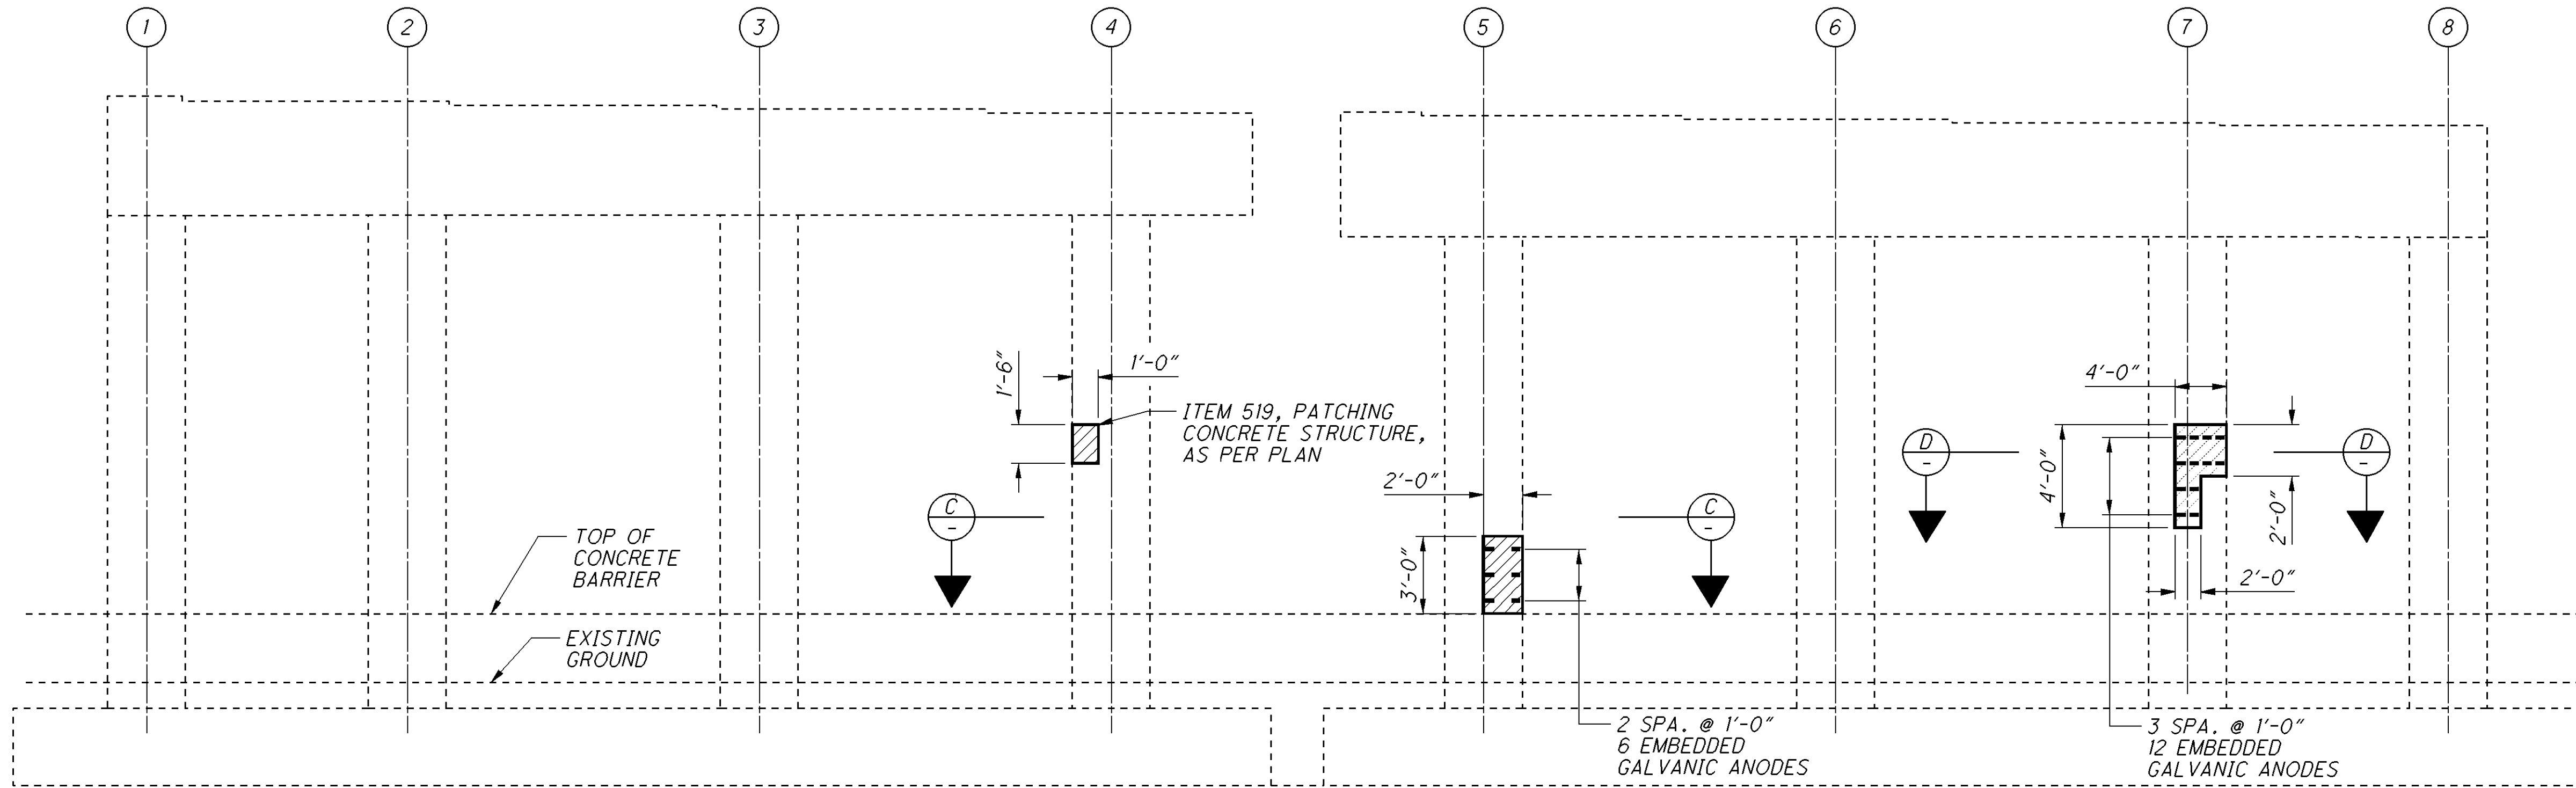 1
2
3
4
5
6
7
8
1'-6"
1'-0"
ITEM 519, PATCHING
CONCRETE STRUCTURE,
AS PER PLAN
4'-0"
D
-
D
-
4'-0"
2'-0"
2'-0"
C
-
2'-0"
C
-
3'-0"
TOP OF
CONCRETE
BARRIER
EXISTING
GROUND
2 SPA. @ 1'-0"
6 EMBEDDED
GALVANIC ANODES
3 SPA. @ 1'-0"
12 EMBEDDED
GALVANIC ANODES